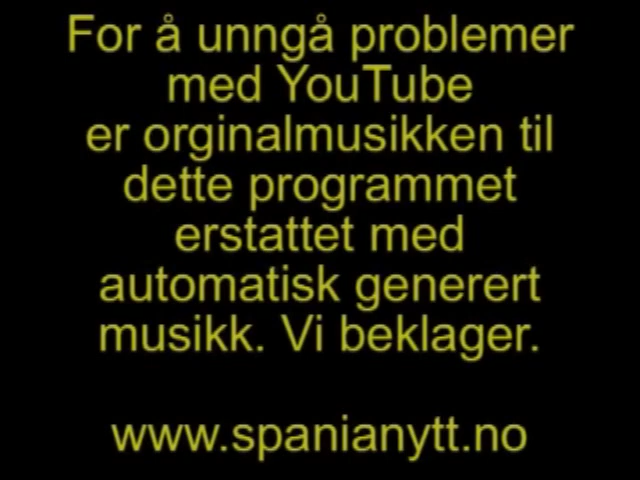 For å unngå problemer
med YouTube
er orginalmusikken til
dette programmet
erstattet med
automatisk generert
musikk. Vi beklager.
www.spanianytt.no